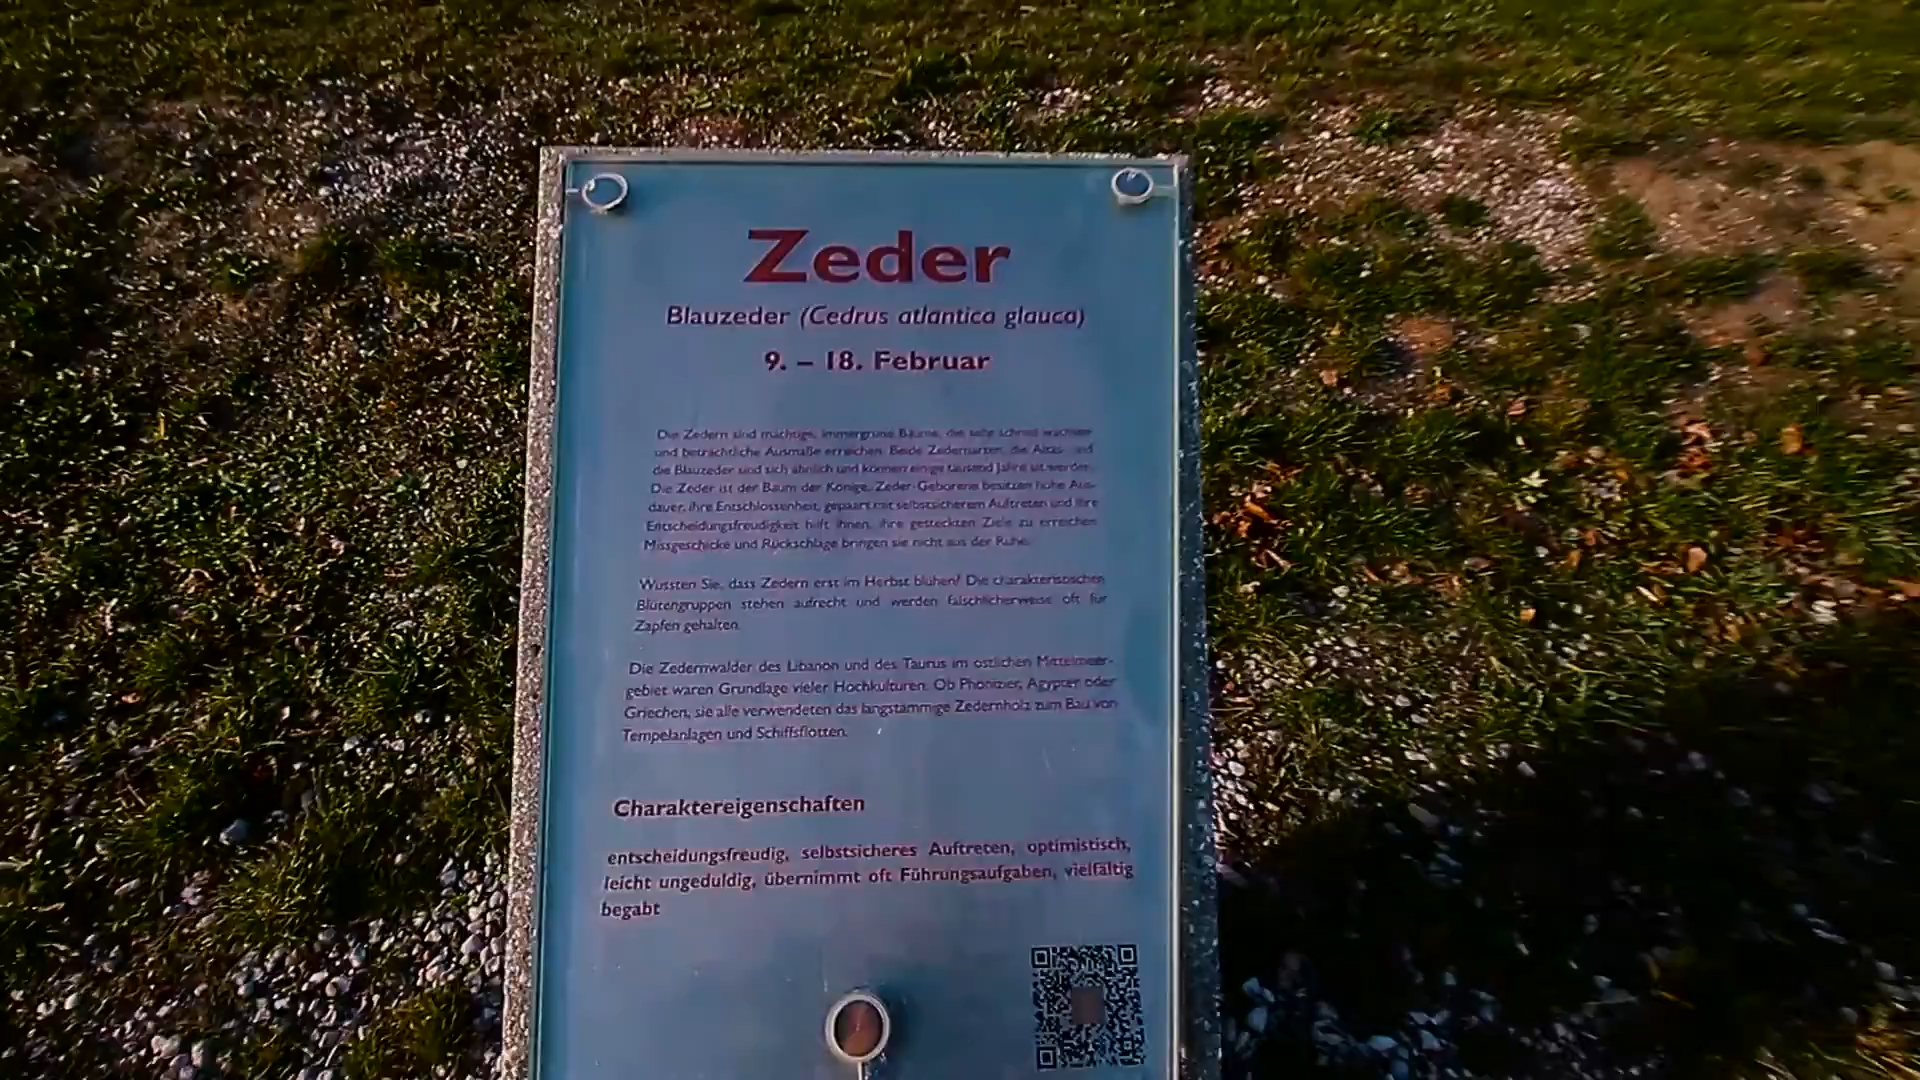 Zeder
Blauzeder (Cedrus atlantica glauca)
9. – 18. Februar
Die Zedern sind mächtige, immergrüne Bäume, die sehr schnell wachsen
und beträchtliche Ausmaße erreichen. Beide Zedernarten, die Atlas- und
die Blauzeder sind sich ähnlich und können einige tausend Jahre alt werden.
Die Zeder ist der Baum der Könige. Zeder-Geborene besitzen hohe Aus-
dauer, ihre Entschlossenheit, gepaart mit selbstsicherem Auftreten und ihre
Entscheidungsfreudigkeit hilft ihnen, ihre gesteckten Ziele zu erreichen.
Missgeschicke und Rückschläge bringen sie nicht aus der Ruhe.
Wussten Sie, dass Zedern erst im Herbst blühen? Die charakteristischen
Blütengruppen stehen aufrecht und werden fälschlicherweise oft für
Zapfen gehalten.
Die Zedernwälder des Libanon und des Taurus im östlichen Mittelmeer-
gebiet waren Grundlage vieler Hochkulturen. Ob Phönizier, Ägypter oder
Griechen, sie alle verwendeten das langstämmige Zedernholz zum Bau von
Tempelanlagen und Schiffsflotten.
Charaktereigenschaften
entscheidungsfreudig, selbstsicheres Auftreten, optimistisch,
leicht ungeduldig, übernimmt oft Führungsaufgaben, vielfältig
begabt